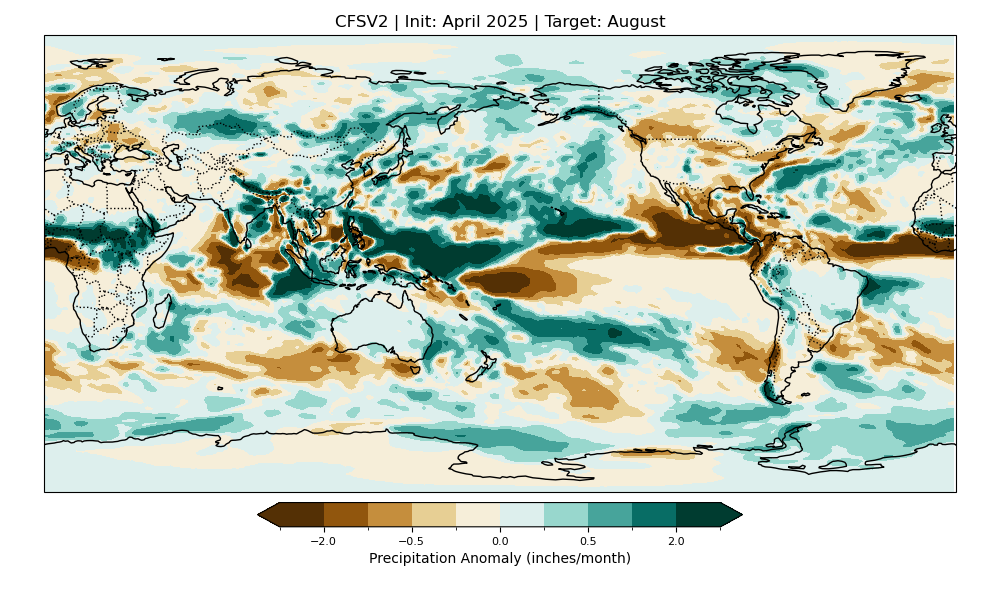 CFSV2 | Init: April 2025 | Target: August
−2.0 −0.5 0.0 0.5 2.0
Precipitation Anomaly (inches/month)